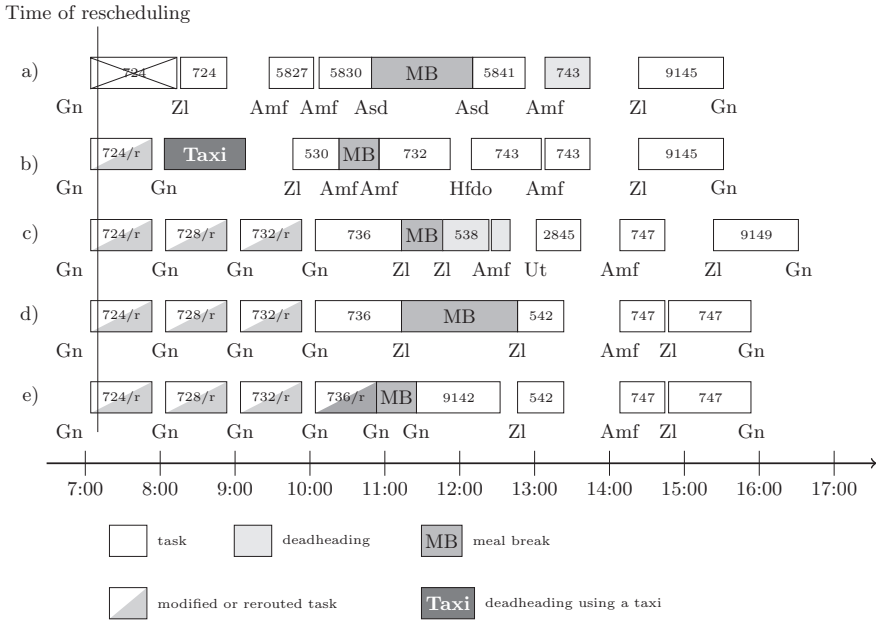 Time of rescheduling
a) 724 724 5827 5830 MB 5841 743 9145
Gn Zl Amf Amf Asd Asd Amf Zl Gn
b) 724/r Taxi 530 MB 732 743 743 9145
Gn Gn Zl Amf Amf Hfdo Amf Zl Gn
c) 724/r 728/r 732/r 736 MB 538 2845 747 9149
Gn Gn Gn Gn Zl Zl Amf Ut Amf Zl Gn
d) 724/r 728/r 732/r 736 MB 542 747 747
Gn Gn Gn Gn Zl Zl Amf Zl Gn
e) 724/r 728/r 732/r 736/r MB 9142 542 747 747
Gn Gn Gn Gn Gn Gn Zl Amf Zl Gn
7:00 8:00 9:00 10:00 11:00 12:00 13:00 14:00 15:00 16:00 17:00
task deadheading MB meal break
modified or rerouted task Taxi deadheading using a taxi